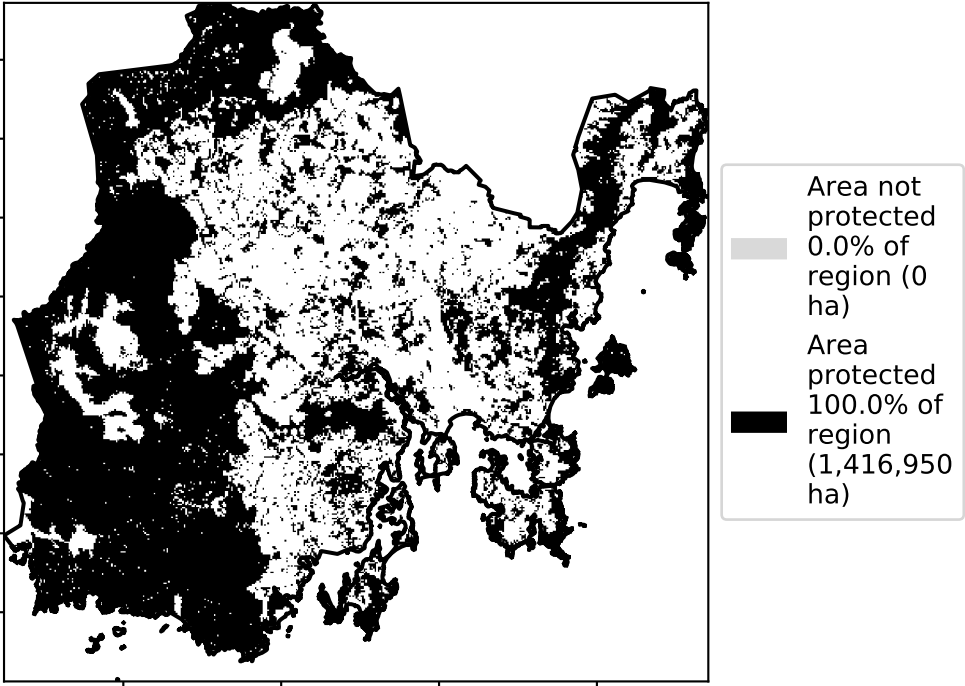 Area not
protected
0.0% of
region (0
ha)
Area
protected
100.0% of
region
(1,416,950
ha)